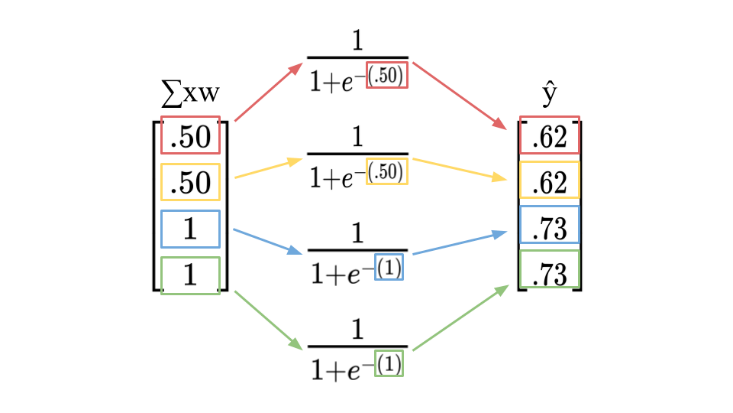 ∑xw
.50
.50
1
1
1
1+e−(.50)
1
1+e−(.50)
1
1+e−(1)
1
1+e−(1)
ŷ
.62
.62
.73
.73